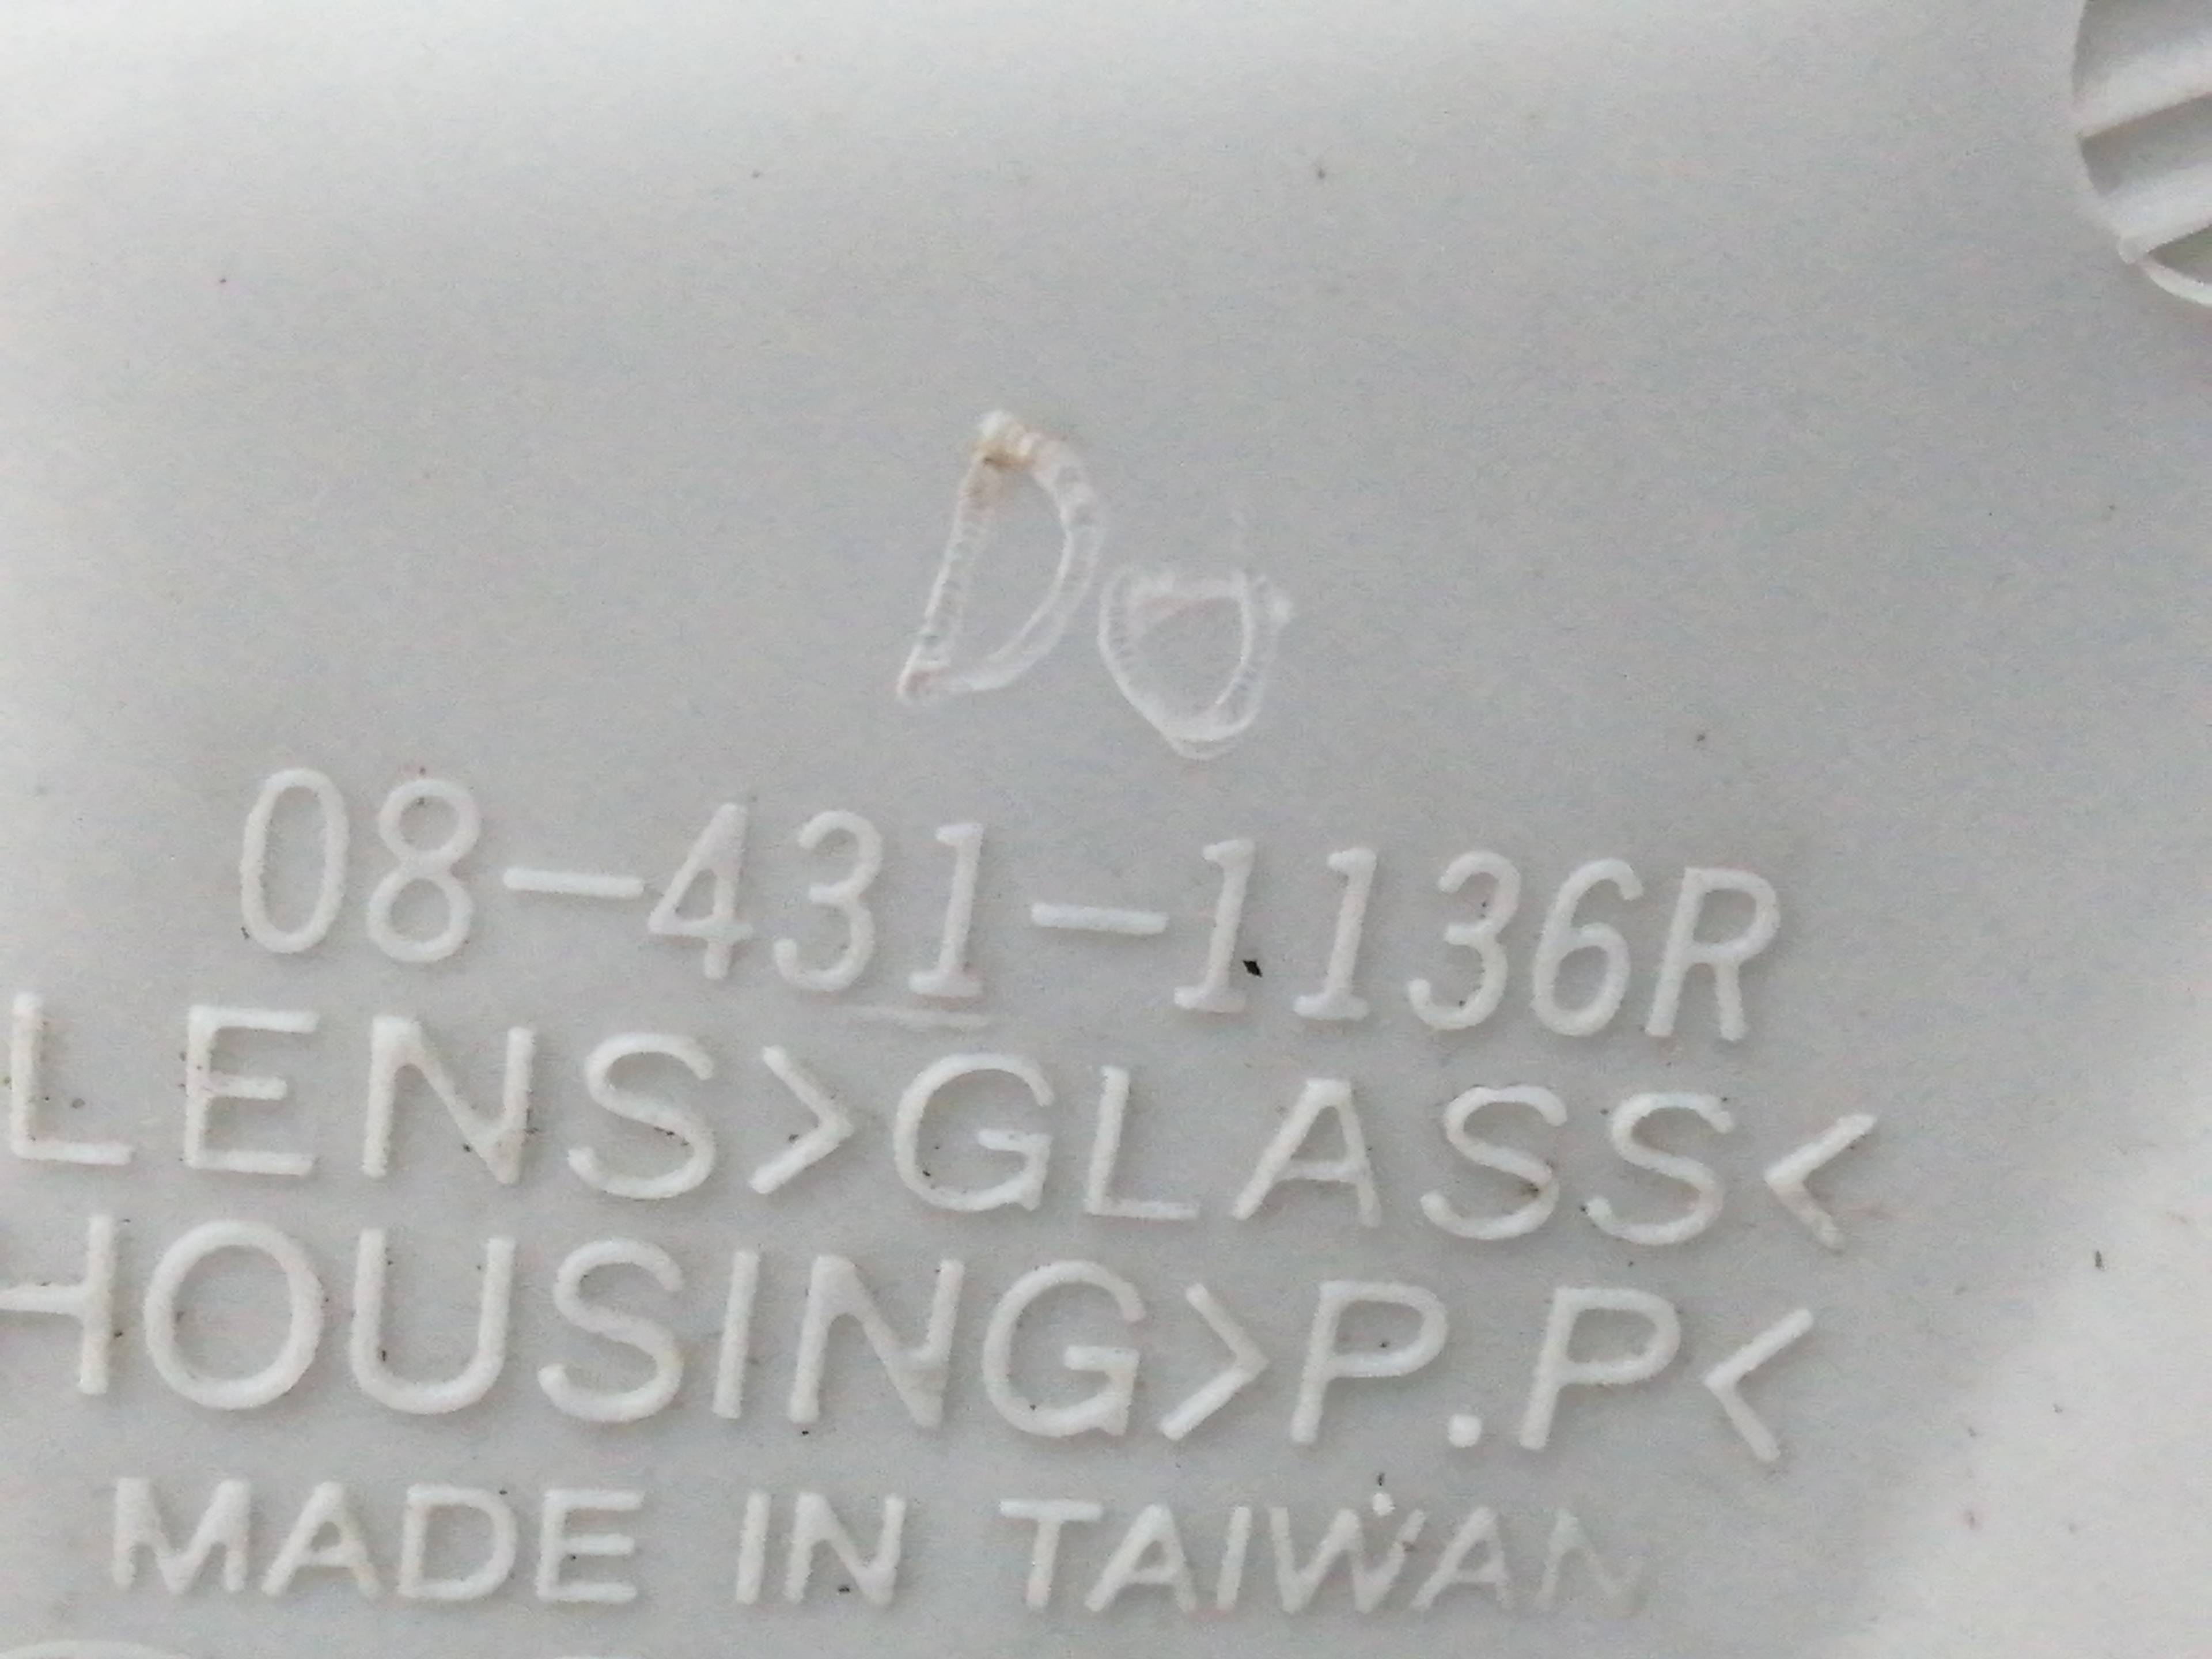 Do
08-431-1136R
LENS>GLASS<
HOUSING>P.P<
MADE IN TAIWAN